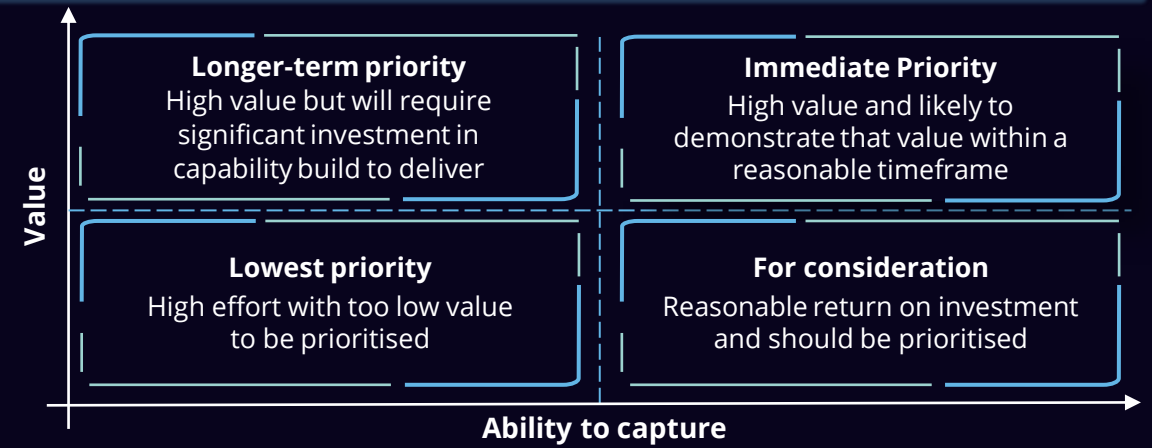 Value
Longer-term priority
High value but will require
significant investment in
capability build to deliver
Immediate Priority
High value and likely to
demonstrate that value within a
reasonable timeframe
Lowest priority
High effort with too low value
to be prioritised
For consideration
Reasonable return on investment
and should be prioritised
Ability to capture